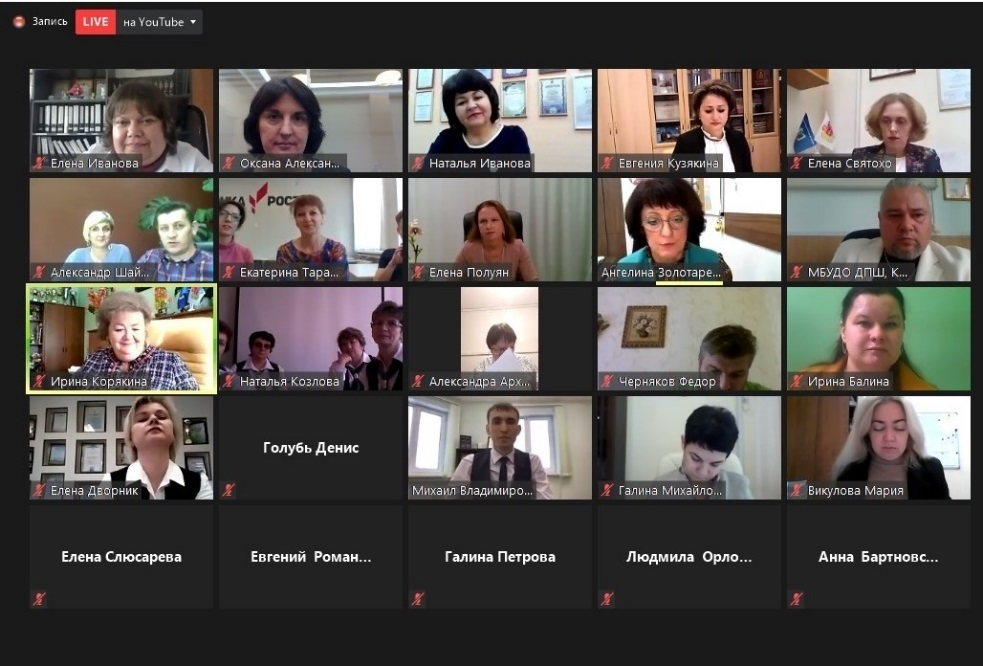 Запись
LIVE
на YouTube
Елена Иванова
Оксана Алексан...
Наталья Иванова
Евгения Кузякина
Елена Святохо
Александр Шай...
Екатерина Тара...
Елена Полуян
Ангелина Золотаре...
МБУДО ДПШ, К...
Ирина Корякина
Наталья Козлова
Александра Арх...
Черняков Федор
Ирина Балина
Елена Дворник
Голубь Денис
Михаил Владимиро...
Галина Михайло...
Викулова Мария
Елена Слюсарева
Евгений Роман...
Галина Петрова
Людмила Орло...
Анна Бартновс...